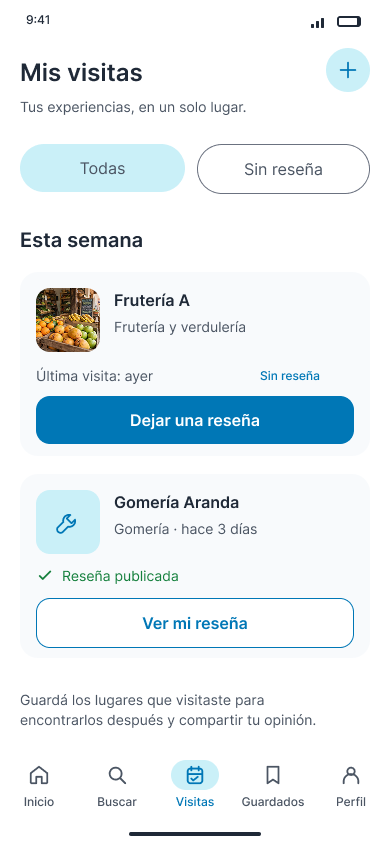 9:41
Mis visitas
Tus experiencias, en un solo lugar.
Todas
Sin reseña
Esta semana
Frutería A
Frutería y verdulería
Última visita: ayer
Sin reseña
Dejar una reseña
Gomería Aranda
Gomería · hace 3 días
Reseña publicada
Ver mi reseña
Guardá los lugares que visitaste para
encontrarlos después y compartir tu opinión.
Inicio
Buscar
Visitas
Guardados
Perfil